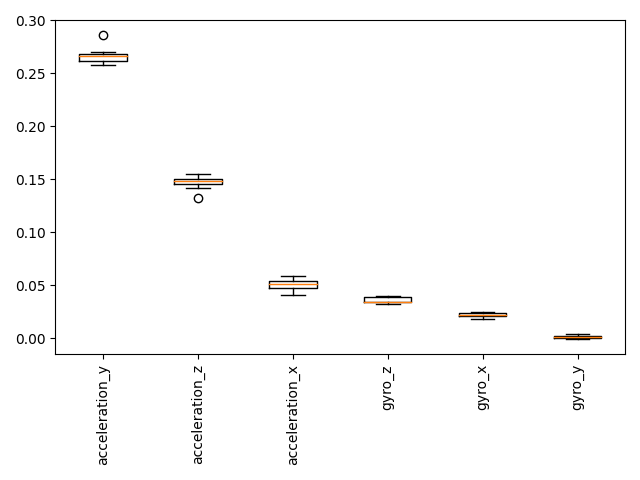 0.30
0.25
0.20
0.15
0.10
0.05
0.00
acceleration_y
acceleration_z
acceleration_x
gyro_z
gyro_x
gyro_y